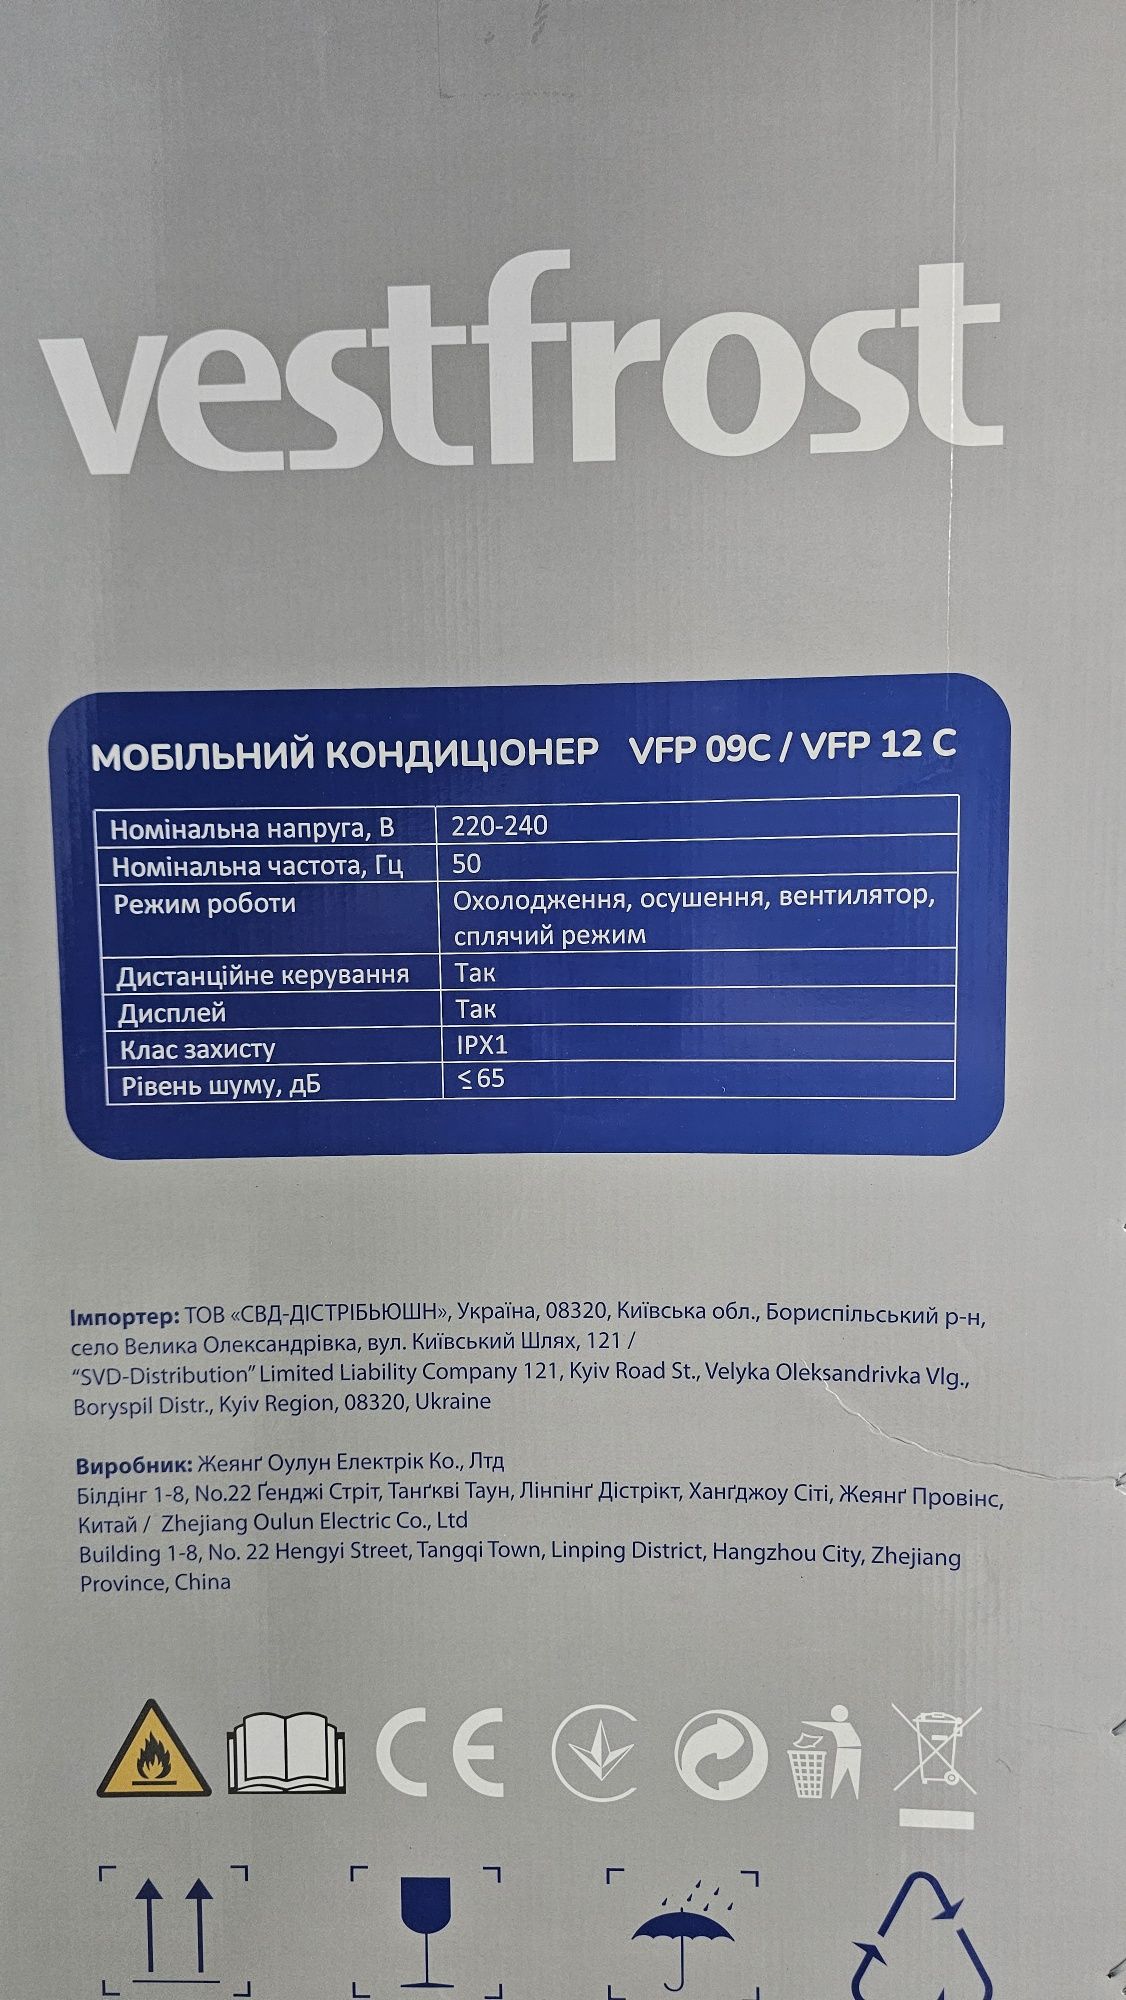 vestfrost
МОБІЛЬНИЙ КОНДИЦІОНЕР VFP 09C / VFP 12 C
Номінальна напруга, В 220-240
Номінальна частота, Гц 50
Режим роботи Охолодження, осушення, вентилятор,
сплячий режим
Дистанційне керування Так
Дисплей Так
Клас захисту IPX1
Рівень шуму, дБ ≤ 65
Імпортер: ТОВ «СВД-ДІСТРІБЬЮШН», Україна, 08320, Київська обл., Бориспільський р-н,
село Велика Олександрівка, вул. Київський Шлях, 121 /
“SVD-Distribution” Limited Liability Company 121, Kyiv Road St., Velyka Oleksandrivka Vlg.,
Boryspil Distr., Kyiv Region, 08320, Ukraine
Виробник: Жеянґ Оулун Електрік Ко., Лтд
Білдінг 1-8, No.22 Ґенджі Стріт, Танґкві Таун, Лінпінґ Дістрікт, Ханґджоу Сіті, Жеянґ Провінс,
Китай / Zhejiang Oulun Electric Co., Ltd
Building 1-8, No. 22 Hengyi Street, Tangqi Town, Linping District, Hangzhou City, Zhejiang
Province, China
CE